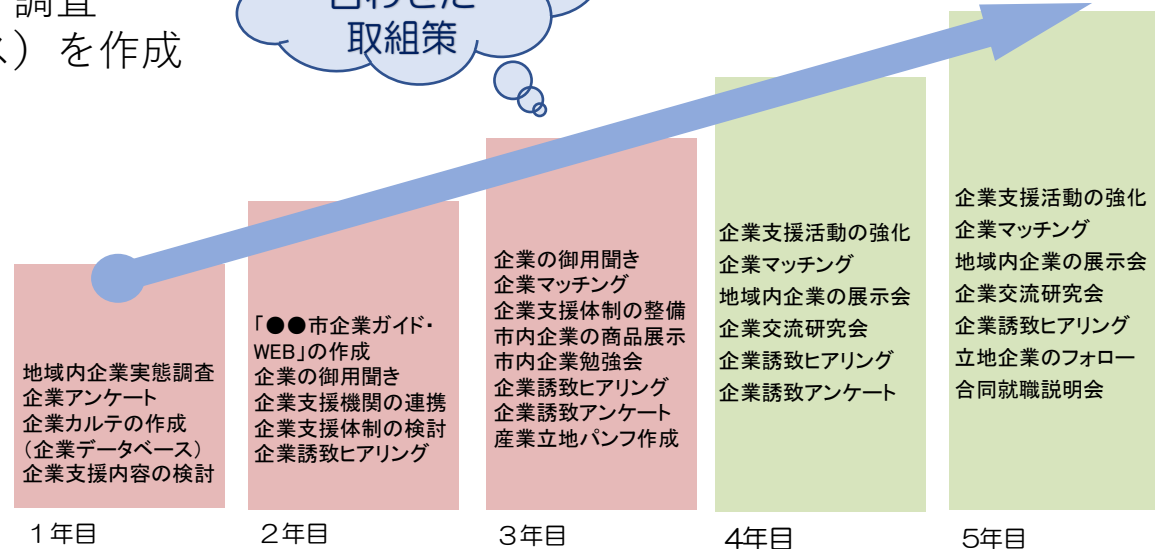 調査
ス）を作成
合わせた
取組策
地域内企業実態調査
企業アンケート
企業カルテの作成
（企業データベース）
企業支援内容の検討
１年目
「●●市企業ガイド・
WEB」の作成
企業の御用聞き
企業支援機関の連携
企業支援体制の検討
企業誘致ヒアリング
２年目
企業の御用聞き
企業マッチング
企業支援体制の整備
市内企業の商品展示
市内企業勉強会
企業誘致ヒアリング
企業誘致アンケート
産業立地パンフ作成
３年目
企業支援活動の強化
企業マッチング
地域内企業の展示会
企業交流研究会
企業誘致ヒアリング
企業誘致アンケート
4年目
企業支援活動の強化
企業マッチング
地域内企業の展示会
企業交流研究会
企業誘致ヒアリング
立地企業のフォロー
合同就職説明会
5年目